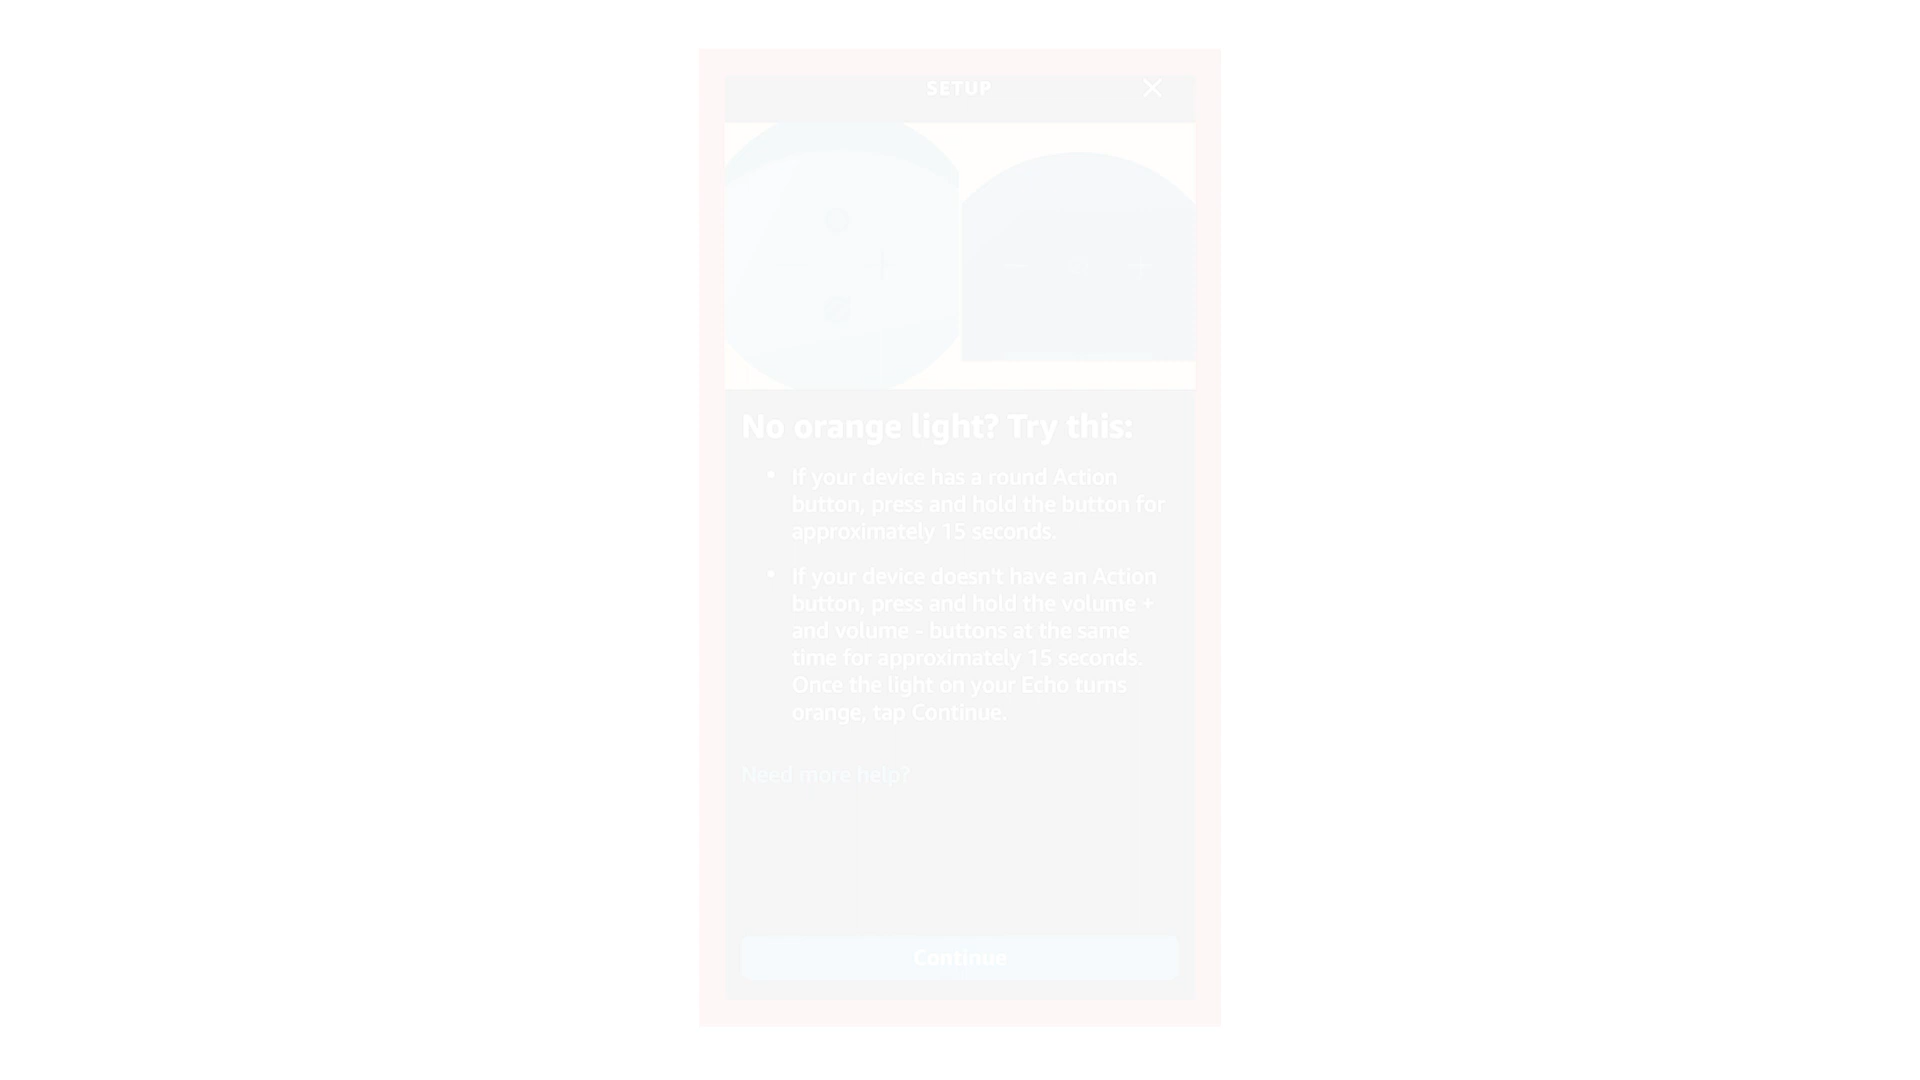 SETUP
No orange light? Try this:
• If your device has a round Action
button, press and hold the button for
approximately 15 seconds.
• If your device doesn't have an Action
button, press and hold the volume +
and volume - buttons at the same
time for approximately 15 seconds.
Once the light on your Echo turns
orange, tap Continue.
Need more help?
Continue